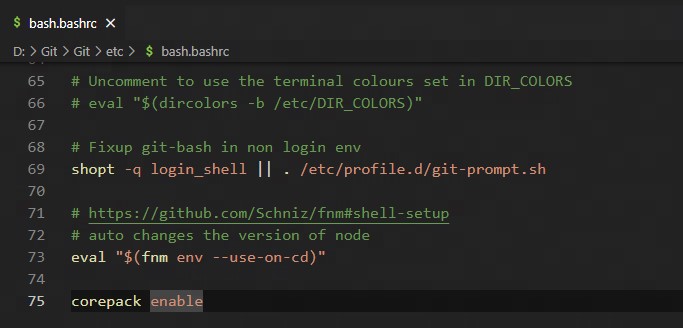 $ bash.bashrc ×
D: > Git > Git > etc > $ bash.bashrc
65 # Uncomment to use the terminal colours set in DIR_COLORS
66 # eval "$(dircolors -b /etc/DIR_COLORS)"
67
68 # Fixup git-bash in non login env
69 shopt -q login_shell || . /etc/profile.d/git-prompt.sh
70
71 # https://github.com/Schniz/fnm#shell-setup
72 # auto changes the version of node
73 eval "$(fnm env --use-on-cd)"
74
75 corepack enable